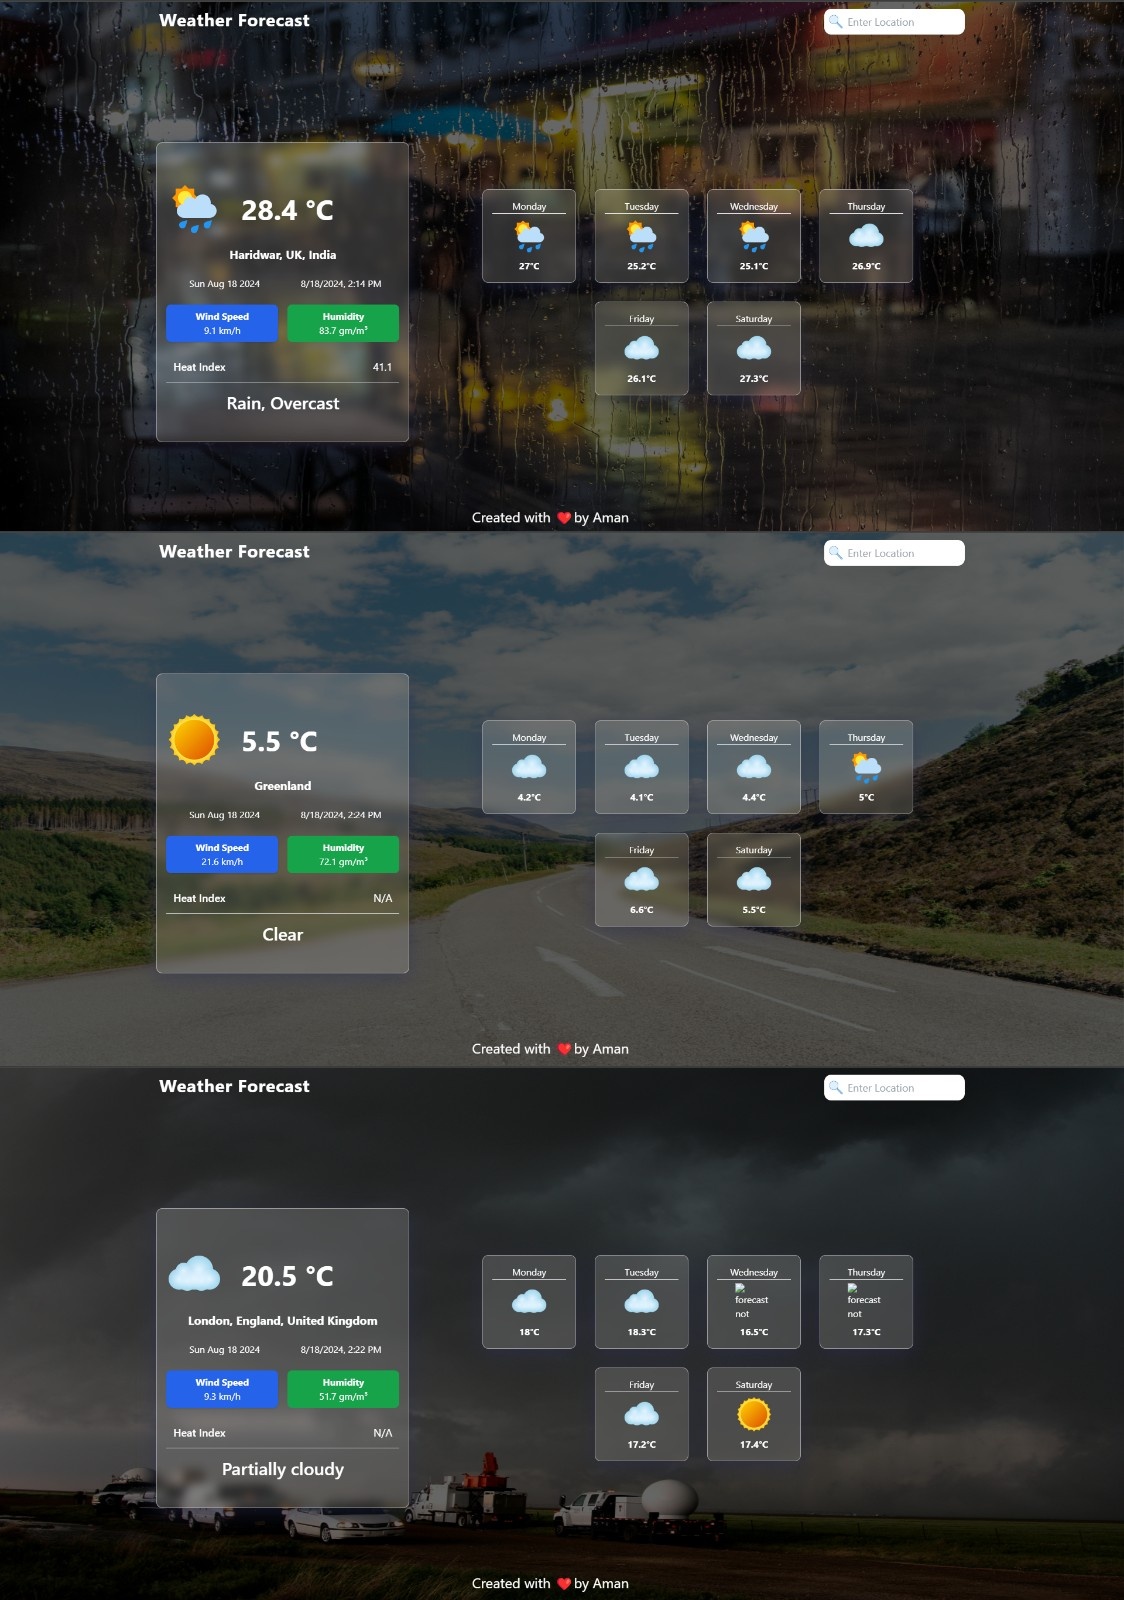 Weather Forecast
🔍 Enter Location
28.4 °C
Haridwar, UK, India
Sun Aug 18 2024 8/18/2024, 2:14 PM
Wind Speed Humidity
9.1 km/h 83.7 gm/m³
Heat Index 41.1
Rain, Overcast
Monday Tuesday Wednesday Thursday
27°C 25.2°C 25.1°C 26.9°C
Friday Saturday
26.1°C 27.3°C
Created with ❤️ by Aman
Weather Forecast
🔍 Enter Location
5.5 °C
Greenland
Sun Aug 18 2024 8/18/2024, 2:24 PM
Wind Speed Humidity
21.6 km/h 72.1 gm/m³
Heat Index N/A
Clear
Monday Tuesday Wednesday Thursday
4.2°C 4.1°C 4.4°C 5°C
Friday Saturday
6.6°C 5.5°C
Created with ❤️ by Aman
Weather Forecast
🔍 Enter Location
20.5 °C
London, England, United Kingdom
Sun Aug 18 2024 8/18/2024, 2:22 PM
Wind Speed Humidity
9.3 km/h 51.7 gm/m³
Heat Index N/A
Partially cloudy
Monday Tuesday Wednesday Thursday
forecast forecast
not not
18°C 18.3°C 16.5°C 17.3°C
Friday Saturday
17.2°C 17.4°C
Created with ❤️ by Aman